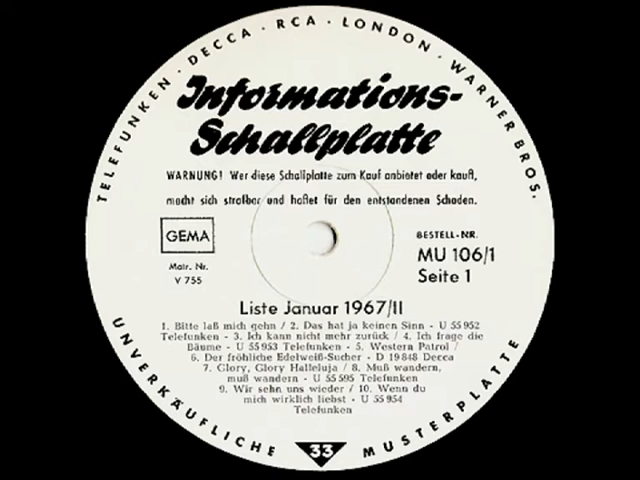 TELEFUNKEN · DECCA · RCA · LONDON · WARNER BROS.
Informations-
Schallplatte
WARNUNG! Wer diese Schallplatte zum Kauf anbietet oder kauft,
macht sich strafbar und haftet für den entstandenen Schaden.
GEMA
Matr. Nr.
V 755
BESTELL-NR.
MU 106/1
Seite 1
Liste Januar 1967/II
1. Bitte laß mich gehn / 2. Das hat ja keinen Sinn - U 55 952
Telefunken - 3. Ich kann nicht mehr zurück / 4. Ich frage die
Bäume - U 55 953 Telefunken - 5. Western Patrol /
6. Der fröhliche Edelweiß-Sucher - D 19 848 Decca
7. Glory, Glory Halleluja / 8. Muß wandern,
muß wandern - U 55 595 Telefunken
9. Wir sehn uns wieder / 10. Wenn du
mich wirklich liebst - U 55 954
Telefunken
UNVERKÄUFLICHE 33 MUSTERPLATTE